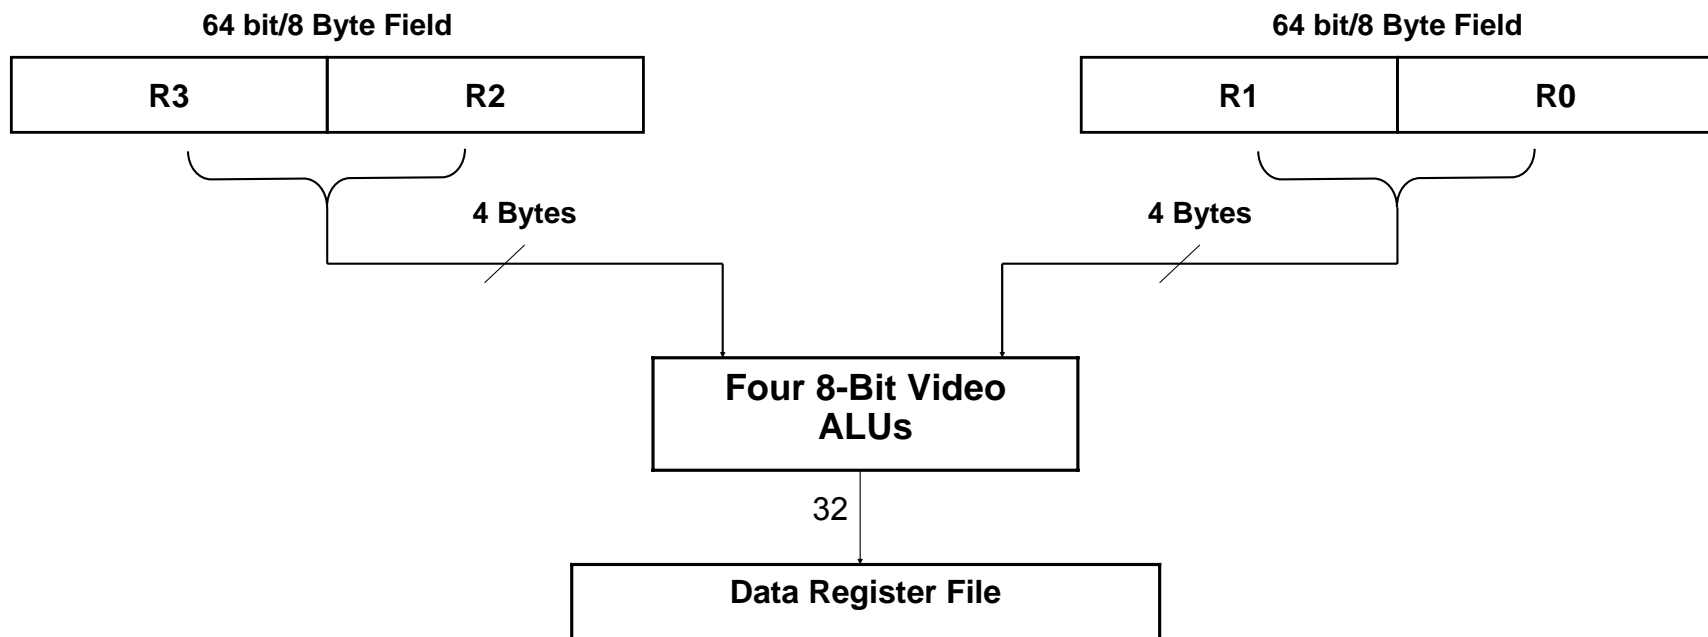 64 bit/8 Byte Field
64 bit/8 Byte Field
R3
R2
R1
R0
4 Bytes
4 Bytes
Four 8-Bit Video
ALUs
32
Data Register File